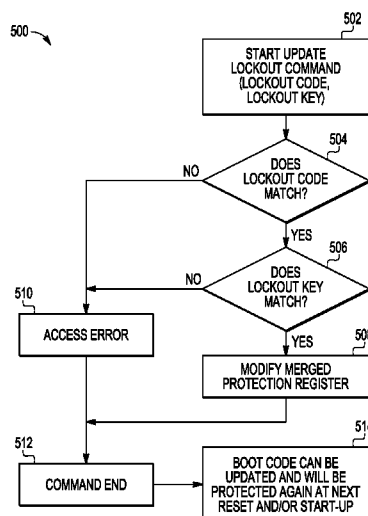 500
502
START UPDATE
LOCKOUT COMMAND
(LOCKOUT CODE,
LOCKOUT KEY)
504
NO
DOES
LOCKOUT CODE
MATCH?
YES
506
NO
DOES
LOCKOUT KEY
MATCH?
510
ACCESS ERROR
YES
MODIFY MERGED
PROTECTION REGISTER
512
COMMAND END
BOOT CODE CAN BE
UPDATED AND WILL BE
PROTECTED AGAIN AT NEXT
RESET AND/OR START-UP